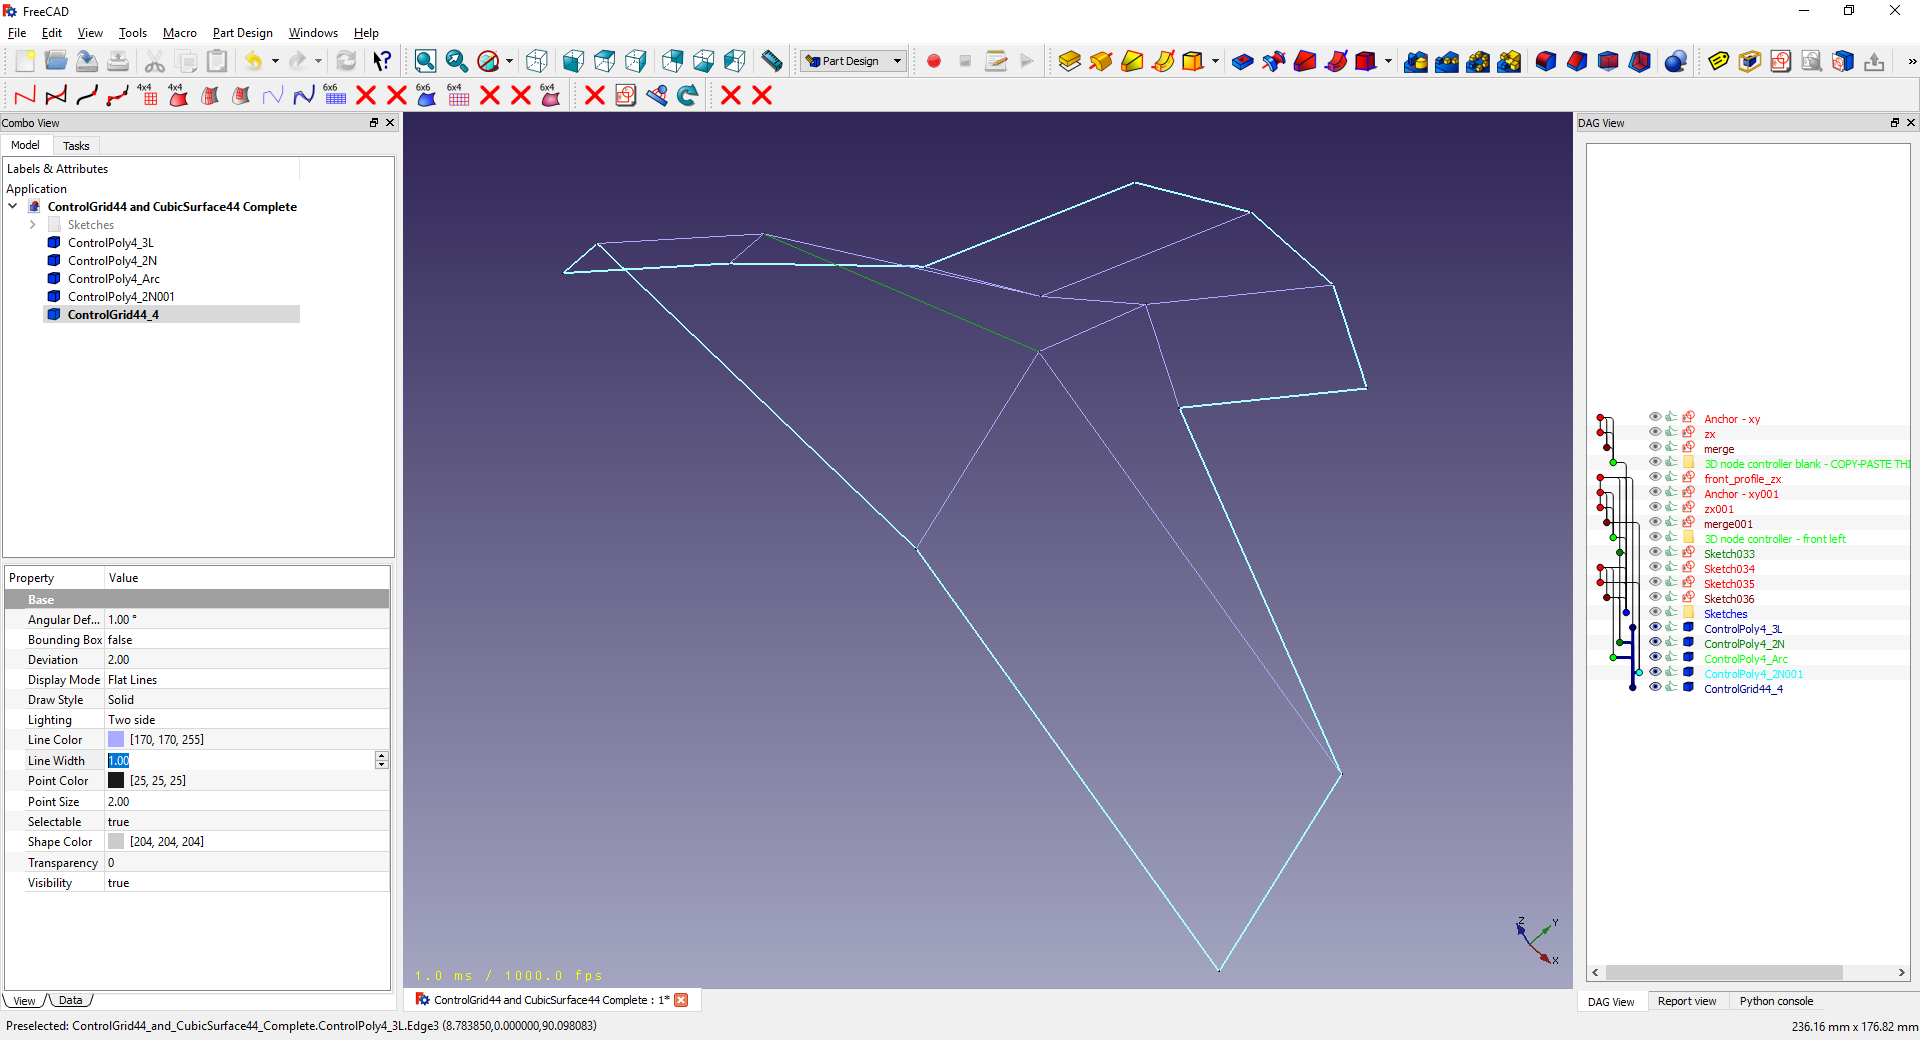 FreeCAD
File Edit View Tools Macro Part Design Windows Help
Part Design
4x4 4x4 6x6 6x6 6x4 6x4
Combo View
Model Tasks
Labels & Attributes
Application
ControlGrid44 and CubicSurface44 Complete
Sketches
ControlPoly4_3L
ControlPoly4_2N
ControlPoly4_Arc
ControlPoly4_2N001
ControlGrid44_4
Property Value
Base
Angular Def... 1.00 °
Bounding Box false
Deviation 2.00
Display Mode Flat Lines
Draw Style Solid
Lighting Two side
Line Color [170, 170, 255]
Line Width 1.00
Point Color [25, 25, 25]
Point Size 2.00
Selectable true
Shape Color [204, 204, 204]
Transparency 0
Visibility true
View Data
1.0 ms / 1000.0 fps
Z Y X
ControlGrid44 and CubicSurface44 Complete : 1*
DAG View
Anchor - xy
zx
merge
3D node controller blank - COPY-PASTE THI
front_profile_zx
Anchor - xy001
zx001
merge001
3D node controller - front left
Sketch033
Sketch034
Sketch035
Sketch036
Sketches
ControlPoly4_3L
ControlPoly4_2N
ControlPoly4_Arc
ControlPoly4_2N001
ControlGrid44_4
DAG View Report view Python console
Preselected: ControlGrid44_and_CubicSurface44_Complete.ControlPoly4_3L.Edge3 (8.783850,0.000000,90.098083)
236.16 mm x 176.82 mm